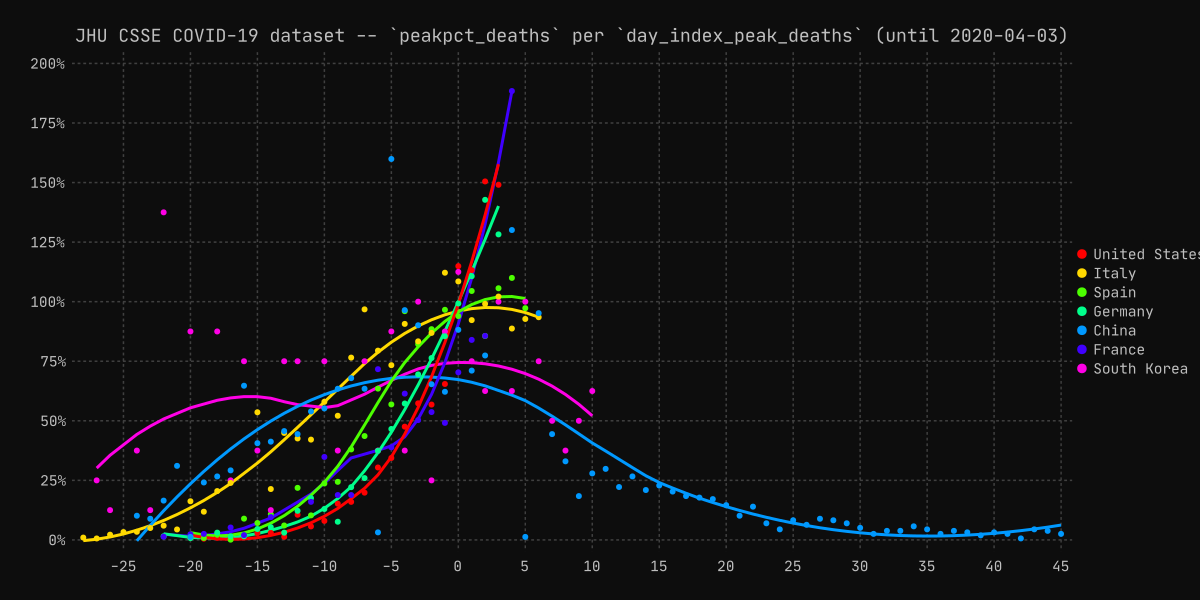 JHU CSSE COVID-19 dataset -- `peakpct_deaths` per `day_index_peak_deaths` (until 2020-04-03)
200%
175%
150%
125%
100%
75%
50%
25%
0%
-25 -20 -15 -10 -5 0 5 10 15 20 25 30 35 40 45
United States
Italy
Spain
Germany
China
France
South Korea